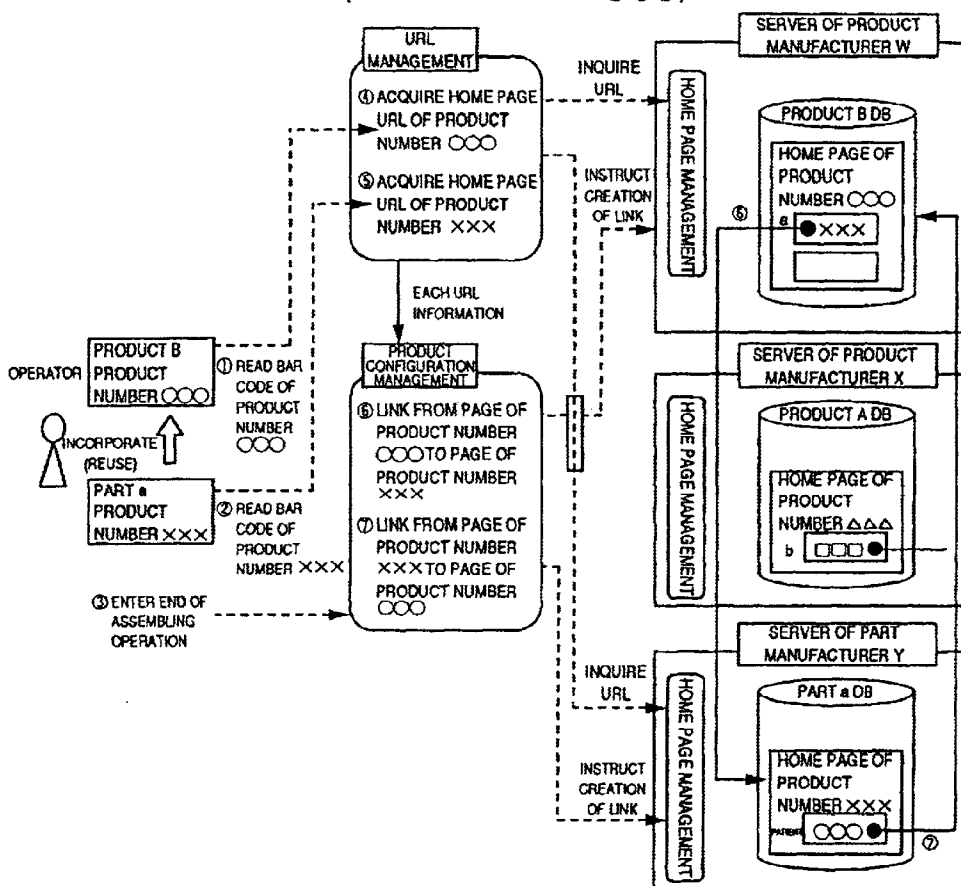 URL
MANAGEMENT
④ ACQUIRE HOME PAGE
URL OF PRODUCT
NUMBER ○○○
⑤ ACQUIRE HOME PAGE
URL OF PRODUCT
NUMBER ×××
EACH URL
INFORMATION
PRODUCT
CONFIGURATION
MANAGEMENT
⑥ LINK FROM PAGE OF
PRODUCT NUMBER
○○○ TO PAGE OF
PRODUCT NUMBER
×××
⑦ LINK FROM PAGE OF
PRODUCT NUMBER
××× TO PAGE OF
PRODUCT NUMBER
○○○
OPERATOR
PRODUCT B
PRODUCT
NUMBER ○○○
① READ BAR
CODE OF
PRODUCT
NUMBER
○○○
INCORPORATE
(REUSE)
PART a
PRODUCT
NUMBER ×××
② READ BAR
CODE OF
PRODUCT
NUMBER ×××
③ ENTER END OF
ASSEMBLING
OPERATION
INQUIRE
URL
INSTRUCT
CREATION
OF LINK
SERVER OF PRODUCT
MANUFACTURER W
HOME PAGE MANAGEMENT
PRODUCT B DB
HOME PAGE OF
PRODUCT
NUMBER ○○○
a
●×××
⑥
SERVER OF PRODUCT
MANUFACTURER X
HOME PAGE MANAGEMENT
PRODUCT A DB
HOME PAGE OF
PRODUCT
NUMBER △△△
b
□□□ ●
INQUIRE
URL
INSTRUCT
CREATION
OF LINK
SERVER OF PART
MANUFACTURER Y
HOME PAGE MANAGEMENT
PART a DB
HOME PAGE OF
PRODUCT
NUMBER ×××
○○○ ●
⑦